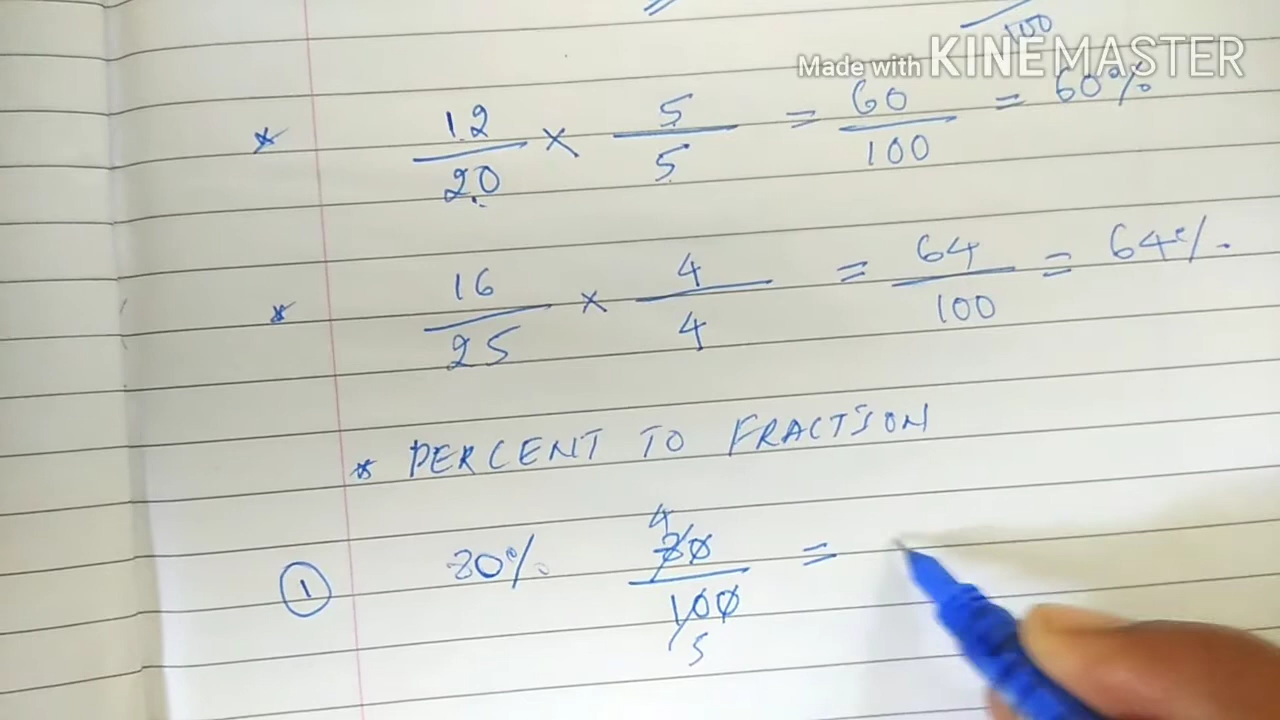 100
Made with KINEMASTER
* 12/20 × 5/5 = 60/100 = 60%
* 16/25 × 4/4 = 64/100 = 64%
* PERCENT TO FRACTION
① 80% 4 80/100 5 =